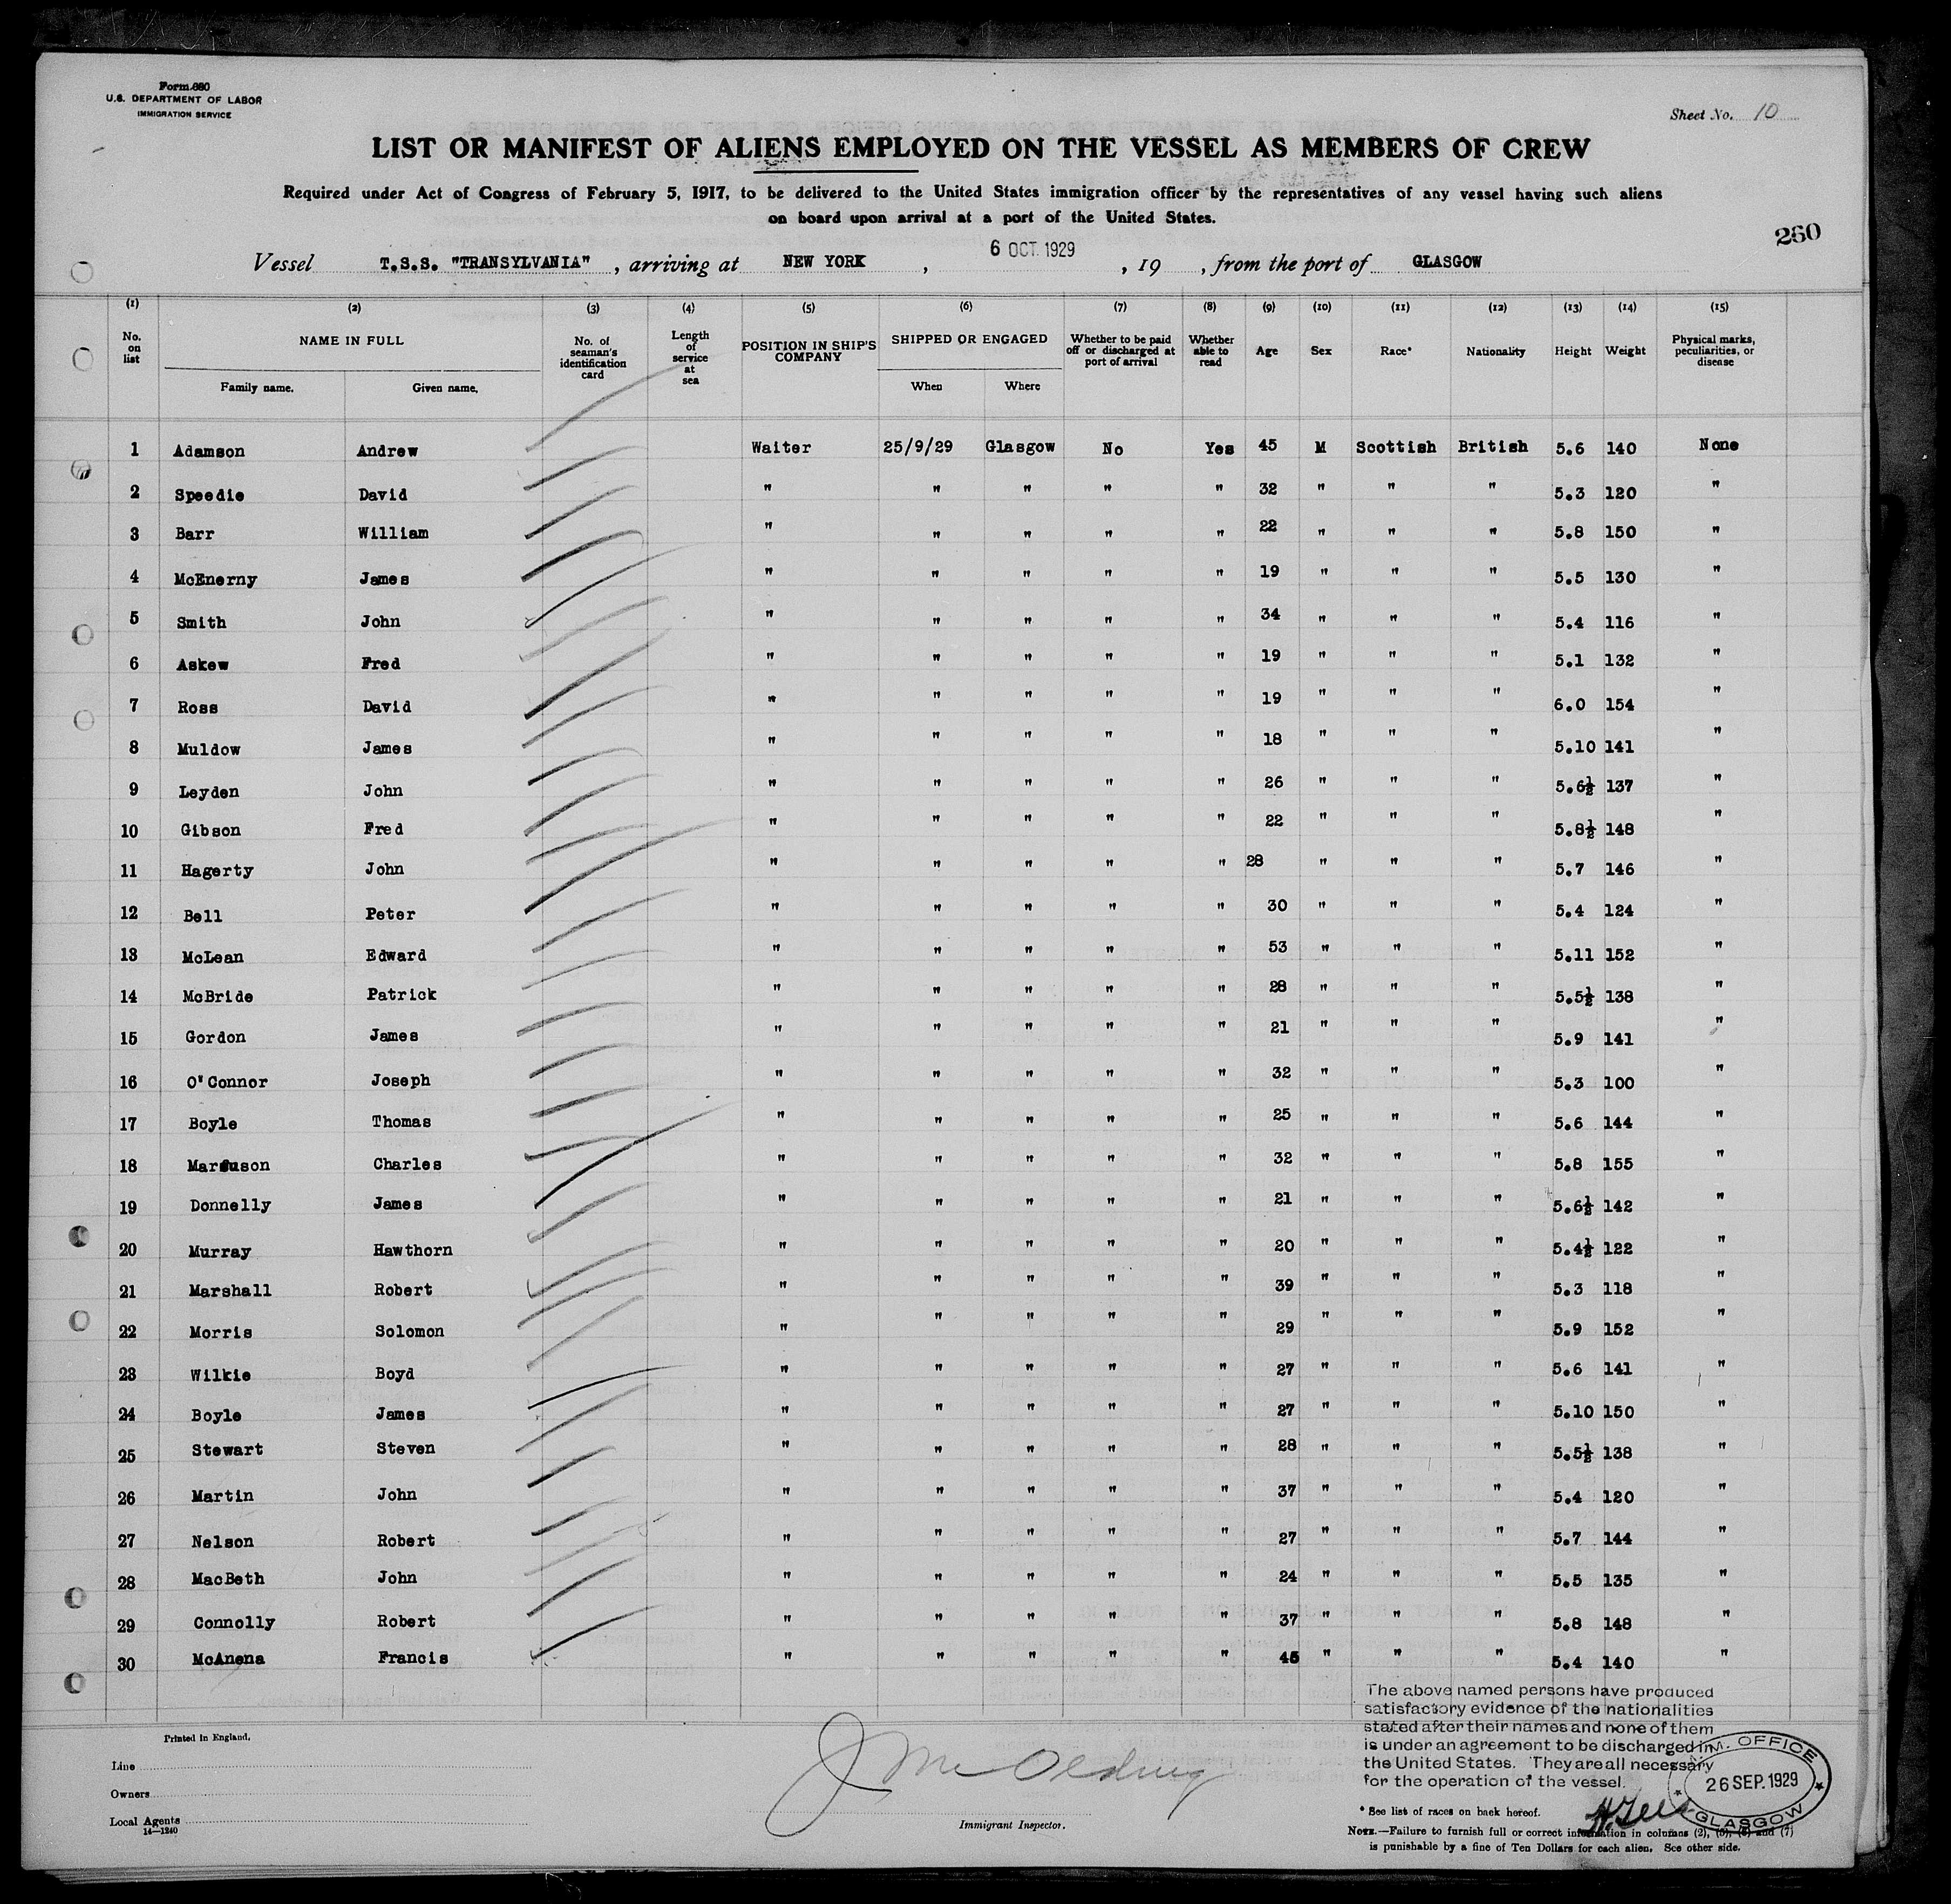 Form 680
U.S. DEPARTMENT OF LABOR
IMMIGRATION SERVICE
Sheet No. 10
LIST OR MANIFEST OF ALIENS EMPLOYED ON THE VESSEL AS MEMBERS OF CREW
Required under Act of Congress of February 5, 1917, to be delivered to the United States immigration officer by the representatives of any vessel having such aliens
on board upon arrival at a port of the United States.
260
Vessel T.S.S. "TRANSYLVANIA" , arriving at NEW YORK , 6 OCT 1929 , 19 , from the port of GLASGOW
(1) (2) (3) (4) (5) (6) (7) (8) (9) (10) (11) (12) (13) (14) (15)
No. on list NAME IN FULL Family name. Given name. No. of seaman's identification card Length of service at sea POSITION IN SHIP'S COMPANY SHIPPED OR ENGAGED When Where Whether to be paid off or discharged at port of arrival Whether able to read Age Sex Race* Nationality Height Weight Physical marks, peculiarities, or disease
1 Adamson Andrew Waiter 25/9/29 Glasgow No Yes 45 M Scottish British 5.6 140 None
2 Speedie David " " " " " 32 " " " 5.3 120 "
3 Barr William " " " " " 22 " " " 5.8 150 "
4 McEnerny James " " " " " 19 " " " 5.5 130 "
5 Smith John " " " " " 34 " " " 5.4 116 "
6 Askew Fred " " " " " 19 " " " 5.1 132 "
7 Ross David " " " " " 19 " " " 6.0 154 "
8 Muldow James " " " " " 18 " " " 5.10 141 "
9 Leyden John " " " " " 26 " " " 5.6½ 137 "
10 Gibson Fred " " " " " 22 " " " 5.8½ 148 "
11 Hagerty John " " " " " 28 " " " 5.7 146 "
12 Bell Peter " " " " " 30 " " " 5.4 124 "
13 McLean Edward " " " " " 53 " " " 5.11 152 "
14 McBride Patrick " " " " " 28 " " " 5.5½ 138 "
15 Gordon James " " " " " 21 " " " 5.9 141 "
16 O'Connor Joseph " " " " " 32 " " " 5.3 100 "
17 Boyle Thomas " " " " " 25 " " " 5.6 144 "
18 Charles " " " " " 32 " " " 5.8 155 "
19 Donnelly James " " " " " 21 " " " 5.6½ 142 "
20 Murray Hawthorn " " " " " 20 " " " 5.4½ 122 "
21 Marshall Robert " " " " " 39 " " " 5.3 118 "
22 Morris Solomon " " " " " 29 " " " 5.9 152 "
23 Wilkie Boyd " " " " " 27 " " " 5.6 141 "
24 Boyle James " " " " " 27 " " " 5.10 150 "
25 Stewart Steven " " " " " 28 " " " 5.5½ 138 "
26 Martin John " " " " " 37 " " " 5.4 120 "
27 Nelson Robert " " " " " 27 " " " 5.7 144 "
28 MacBeth John " " " " " 24 " " " 5.5 135 "
29 Connolly Robert " " " " " 37 " " " 5.8 148 "
30 McAnena Francis " " " " " 45 " " " 5.4 140 "
The above named persons have produced
satisfactory evidence of the nationalities
stated after their names and none of them
is under an agreement to be discharged in
the United States. They are all necessary
for the operation of the vessel.
Printed in England.
Line
Owners
Local Agents
14—1240
Immigrant Inspector.
OFFICE
26 SEP. 1929
GLASGOW
* See list of races on back hereof.
NOTE.—Failure to furnish full or correct information in columns (2), (5), (6) and (7)
is punishable by a fine of Ten Dollars for each alien. See other side.